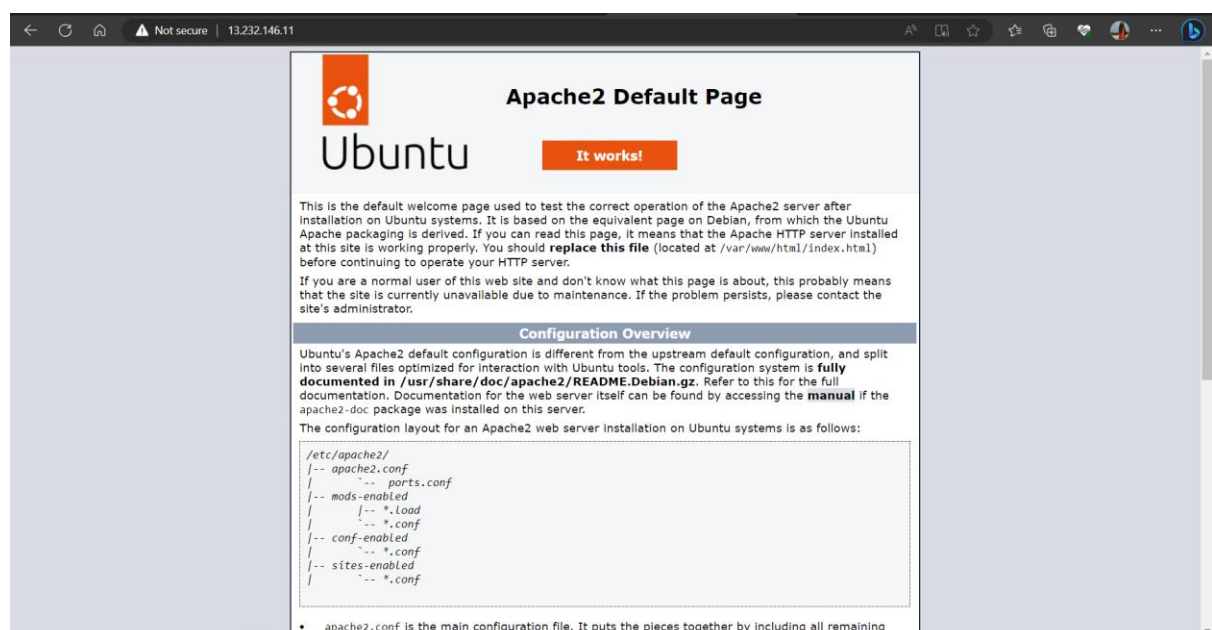 Not secure | 13.232.146.11
Apache2 Default Page
Ubuntu
It works!
This is the default welcome page used to test the correct operation of the Apache2 server after
installation on Ubuntu systems. It is based on the equivalent page on Debian, from which the Ubuntu
Apache packaging is derived. If you can read this page, it means that the Apache HTTP server installed
at this site is working properly. You should replace this file (located at /var/www/html/index.html)
before continuing to operate your HTTP server.
If you are a normal user of this web site and don't know what this page is about, this probably means
that the site is currently unavailable due to maintenance. If the problem persists, please contact the
site's administrator.
Configuration Overview
Ubuntu's Apache2 default configuration is different from the upstream default configuration, and split
into several files optimized for interaction with Ubuntu tools. The configuration system is fully
documented in /usr/share/doc/apache2/README.Debian.gz. Refer to this for the full
documentation. Documentation for the web server itself can be found by accessing the manual if the
apache2-doc package was installed on this server.
The configuration layout for an Apache2 web server installation on Ubuntu systems is as follows:
/etc/apache2/
|-- apache2.conf
|       `--  ports.conf
|-- mods-enabled
|       |-- *.load
|       `-- *.conf
|-- conf-enabled
|       `-- *.conf
|-- sites-enabled
|       `-- *.conf
• apache2.conf is the main configuration file. It puts the pieces together by including all remaining